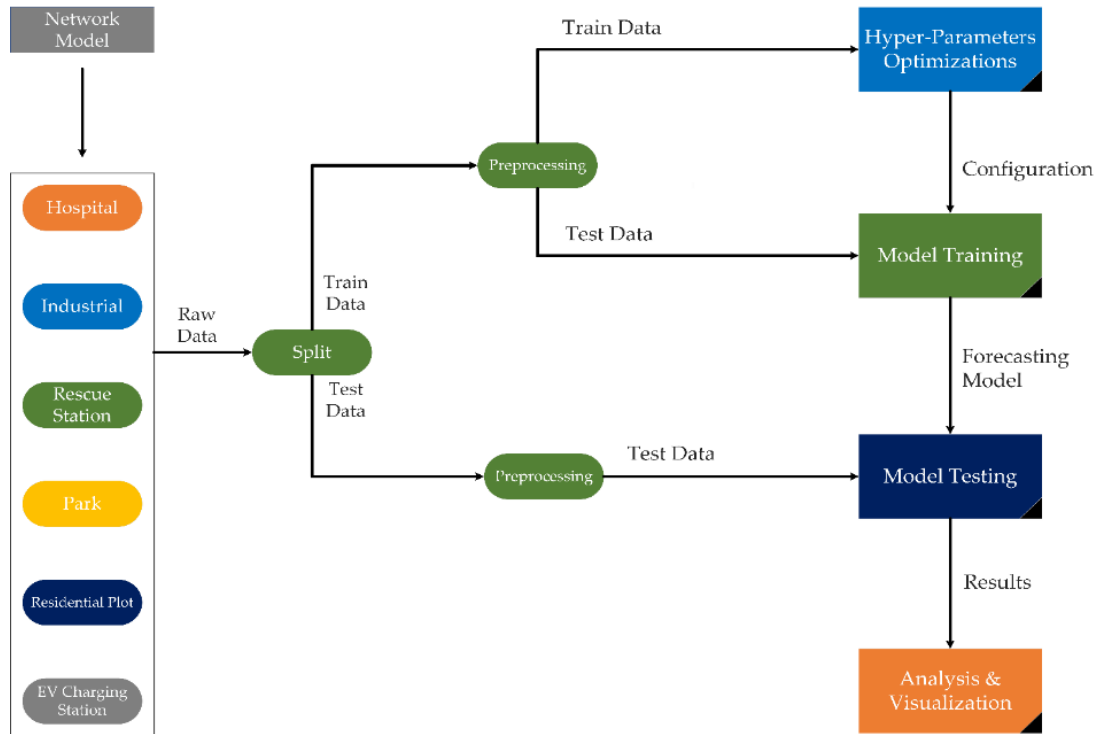 Network
Model
Hospital
Industrial
Rescue
Station
Park
Residential Plot
EV Charging
Station
Raw
Data
Split
Train
Data
Test
Data
Preprocessing
Train Data
Test Data
Preprocessing
Test Data
Hyper-Parameters
Optimizations
Configuration
Model Training
Forecasting
Model
Model Testing
Results
Analysis &
Visualization